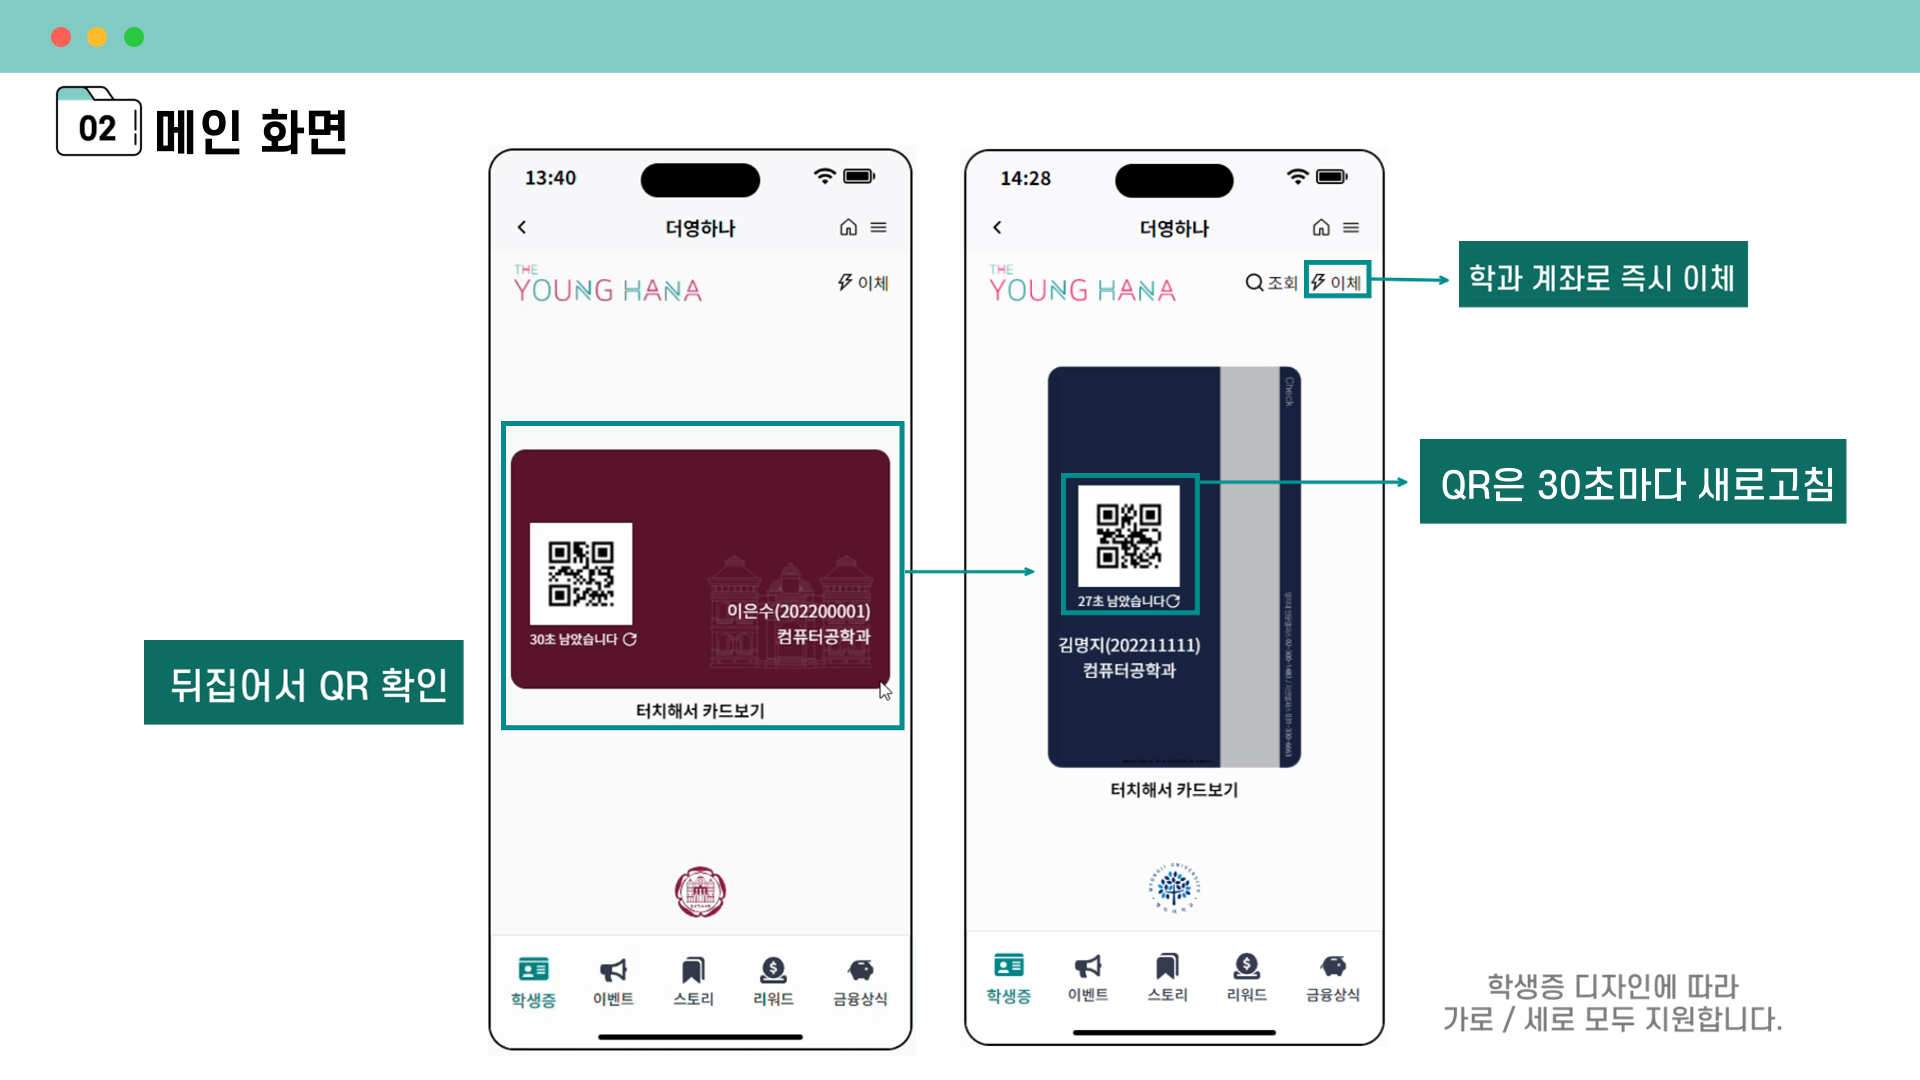 02 메인 화면
13:40
더영하나
THE
YOUNG HANA
이체
30초 남았습니다
이은수(202200001)
컴퓨터공학과
터치해서 카드보기
학생증 이벤트 스토리 리워드 금융상식
뒤집어서 QR 확인
14:28
더영하나
THE
YOUNG HANA
조회 이체
Check
27초 남았습니다
김명지(202211111)
컴퓨터공학과
터치해서 카드보기
학생증 이벤트 스토리 리워드 금융상식
학과 계좌로 즉시 이체
QR은 30초마다 새로고침
학생증 디자인에 따라
가로 / 세로 모두 지원합니다.